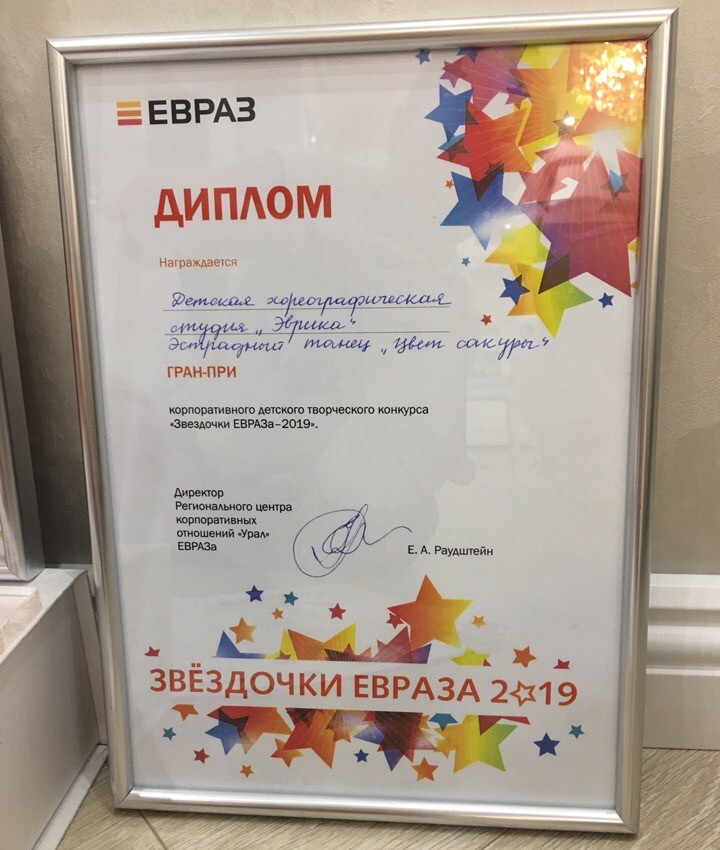 ЕВРАЗ
ДИПЛОМ
Награждается
Детская хореографическая
студия „Эврика"
Эстрадный танец „Цвет сакуры"
ГРАН-ПРИ
корпоративного детского творческого конкурса
«Звездочки ЕВРАЗа–2019».
Директор
Регионального центра
корпоративных
отношений «Урал»
ЕВРАЗа
Е. А. Раудштейн
ЗВЁЗДОЧКИ ЕВРАЗА 2019